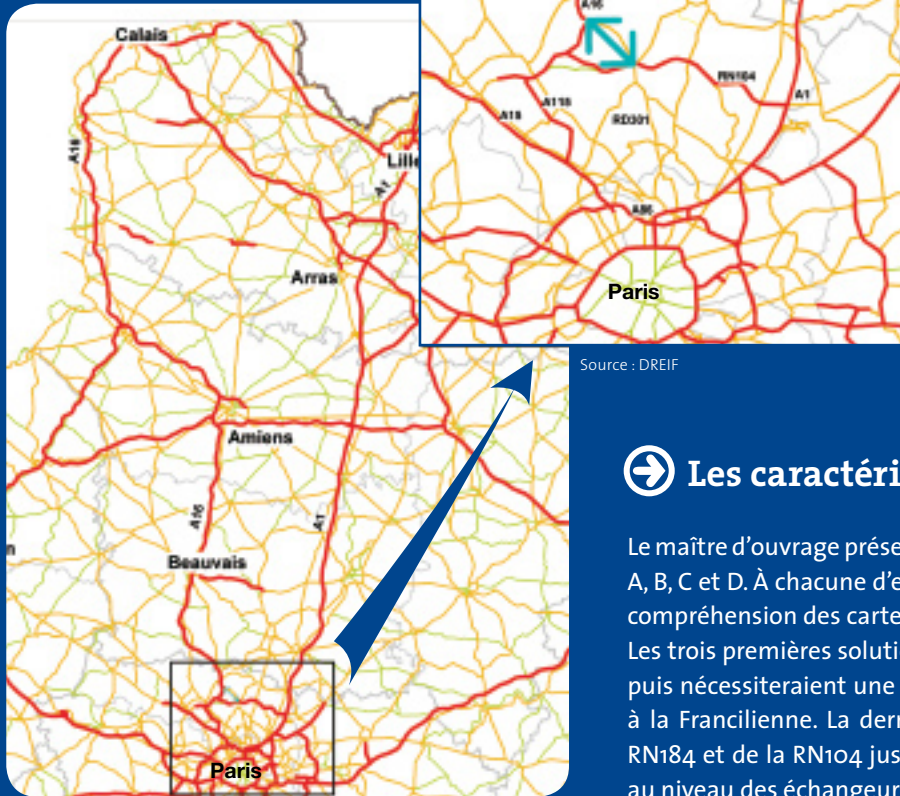 Calais
A16
Lille
A1
Arras
Amiens
A16
A1
Beauvais
n
Paris
A16
RN104
A1
A115
RD301
A86
Paris
Source : DREIF
Les caractéri
Le maître d'ouvrage prése
A, B, C et D. À chacune d'e
compréhension des carte
Les trois premières soluti
puis nécessiteraient une
à la Francilienne. La dern
RN184 et de la RN104 jus
au niveau des échangeur